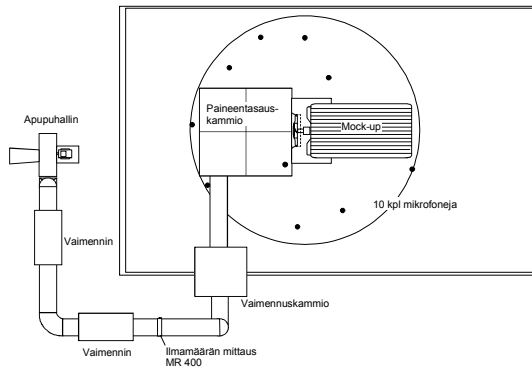 Paineentasaus-
kammio
Mock-up
Apupuhallin
10 kpl mikrofoneja
Vaimennin
Vaimennuskammio
Vaimennin
Ilmamäärän mittaus
MR 400